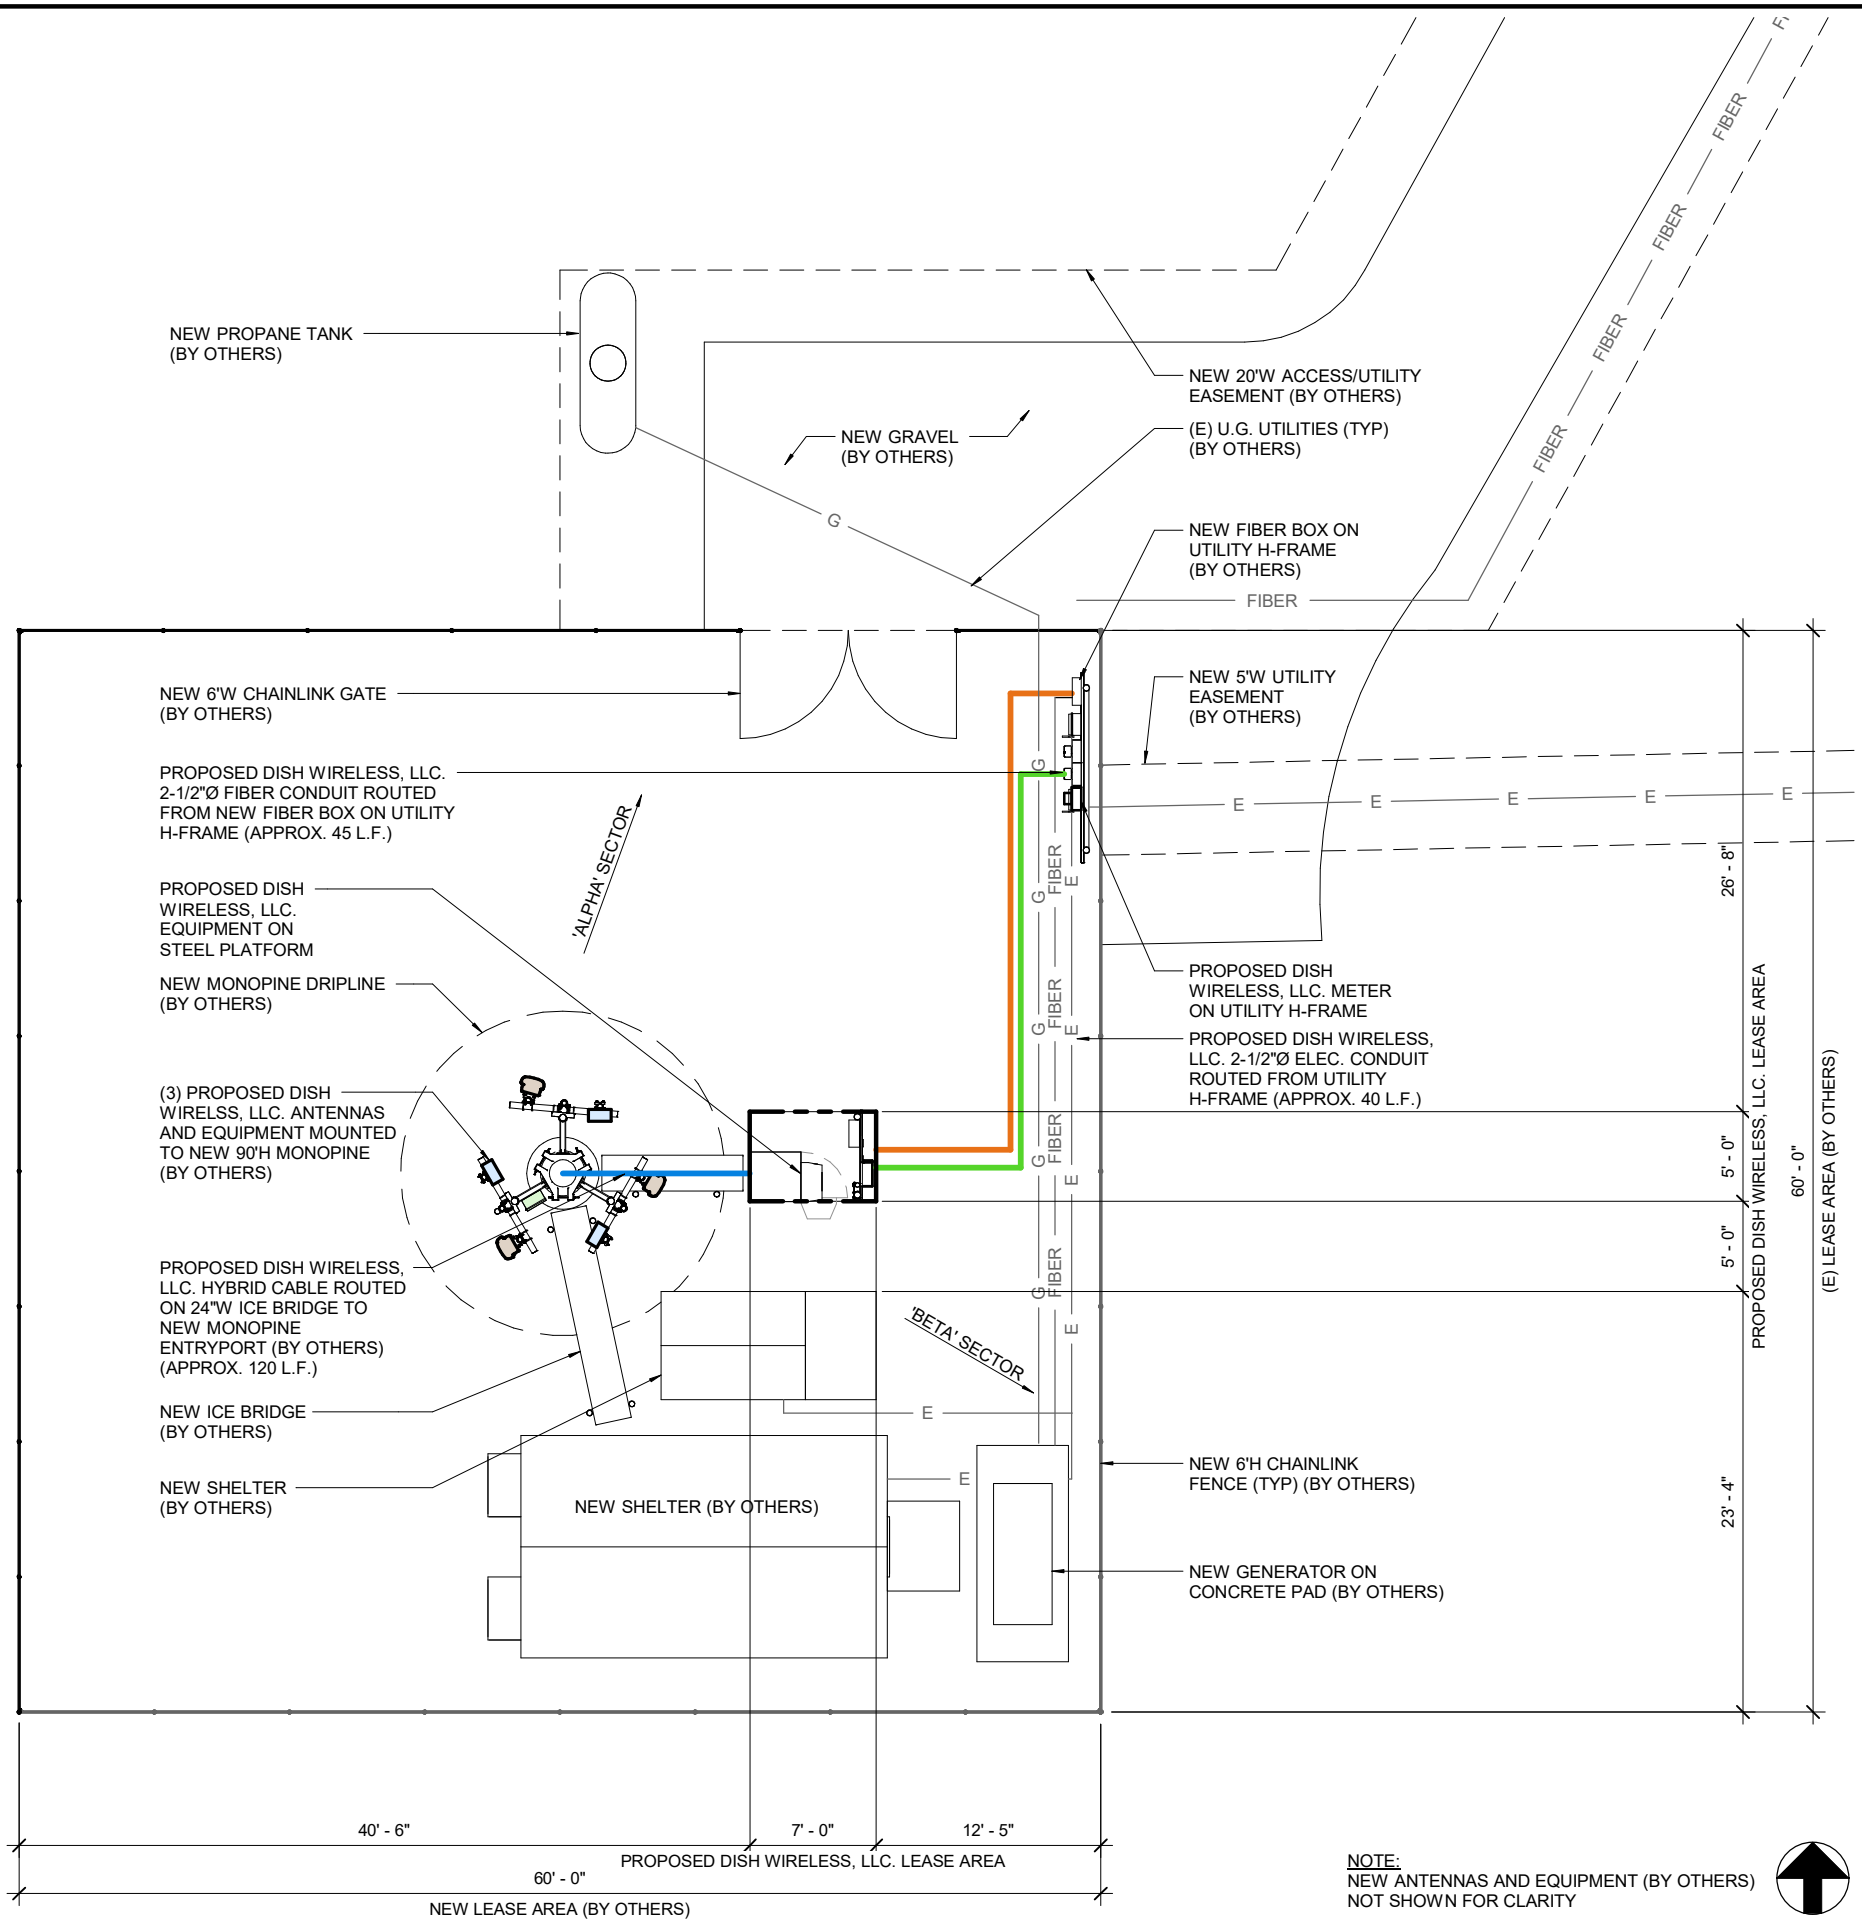 FIBER
FIBER
FIBER
FIBER
FIBER
NEW PROPANE TANK
(BY OTHERS)
NEW 20'W ACCESS/UTILITY
EASEMENT (BY OTHERS)
NEW GRAVEL
(BY OTHERS)
(E) U.G. UTILITIES (TYP)
(BY OTHERS)
G
NEW FIBER BOX ON
UTILITY H-FRAME
(BY OTHERS)
NEW 6'W CHAINLINK GATE
(BY OTHERS)
NEW 5'W UTILITY
EASEMENT
(BY OTHERS)
PROPOSED DISH WIRELESS, LLC.
2-1/2"Ø FIBER CONDUIT ROUTED
FROM NEW FIBER BOX ON UTILITY
H-FRAME (APPROX. 45 L.F.)
G
E
E
E
E
E
'ALPHA' SECTOR
PROPOSED DISH
WIRELESS, LLC.
EQUIPMENT ON
STEEL PLATFORM
G
FIBER
FIBER
E
26' - 8"
NEW MONOPINE DRIPLINE
(BY OTHERS)
PROPOSED DISH
WIRELESS, LLC. METER
ON UTILITY H-FRAME
G
FIBER
FIBER
E
PROPOSED DISH WIRELESS,
LLC. 2-1/2"Ø ELEC. CONDUIT
ROUTED FROM UTILITY
H-FRAME (APPROX. 40 L.F.)
(3) PROPOSED DISH
WIRELSS, LLC. ANTENNAS
AND EQUIPMENT MOUNTED
TO NEW 90'H MONOPINE
(BY OTHERS)
G
FIBER
FIBER
E
5' - 0"
5' - 0"
PROPOSED DISH WIRELESS, LLC. LEASE AREA
60' - 0"
(E) LEASE AREA (BY OTHERS)
PROPOSED DISH WIRELESS,
LLC. HYBRID CABLE ROUTED
ON 24"W ICE BRIDGE TO
NEW MONOPINE
ENTRYPORT (BY OTHERS)
(APPROX. 120 L.F.)
G
FIBER
FIBER
E
'BETA' SECTOR
NEW ICE BRIDGE
(BY OTHERS)
E
NEW SHELTER
(BY OTHERS)
E
NEW SHELTER (BY OTHERS)
NEW 6'H CHAINLINK
FENCE (TYP) (BY OTHERS)
23' - 4"
NEW GENERATOR ON
CONCRETE PAD (BY OTHERS)
40' - 6"
7' - 0"
12' - 5"
PROPOSED DISH WIRELESS, LLC. LEASE AREA
60' - 0"
NEW LEASE AREA (BY OTHERS)
NOTE:
NEW ANTENNAS AND EQUIPMENT (BY OTHERS)
NOT SHOWN FOR CLARITY